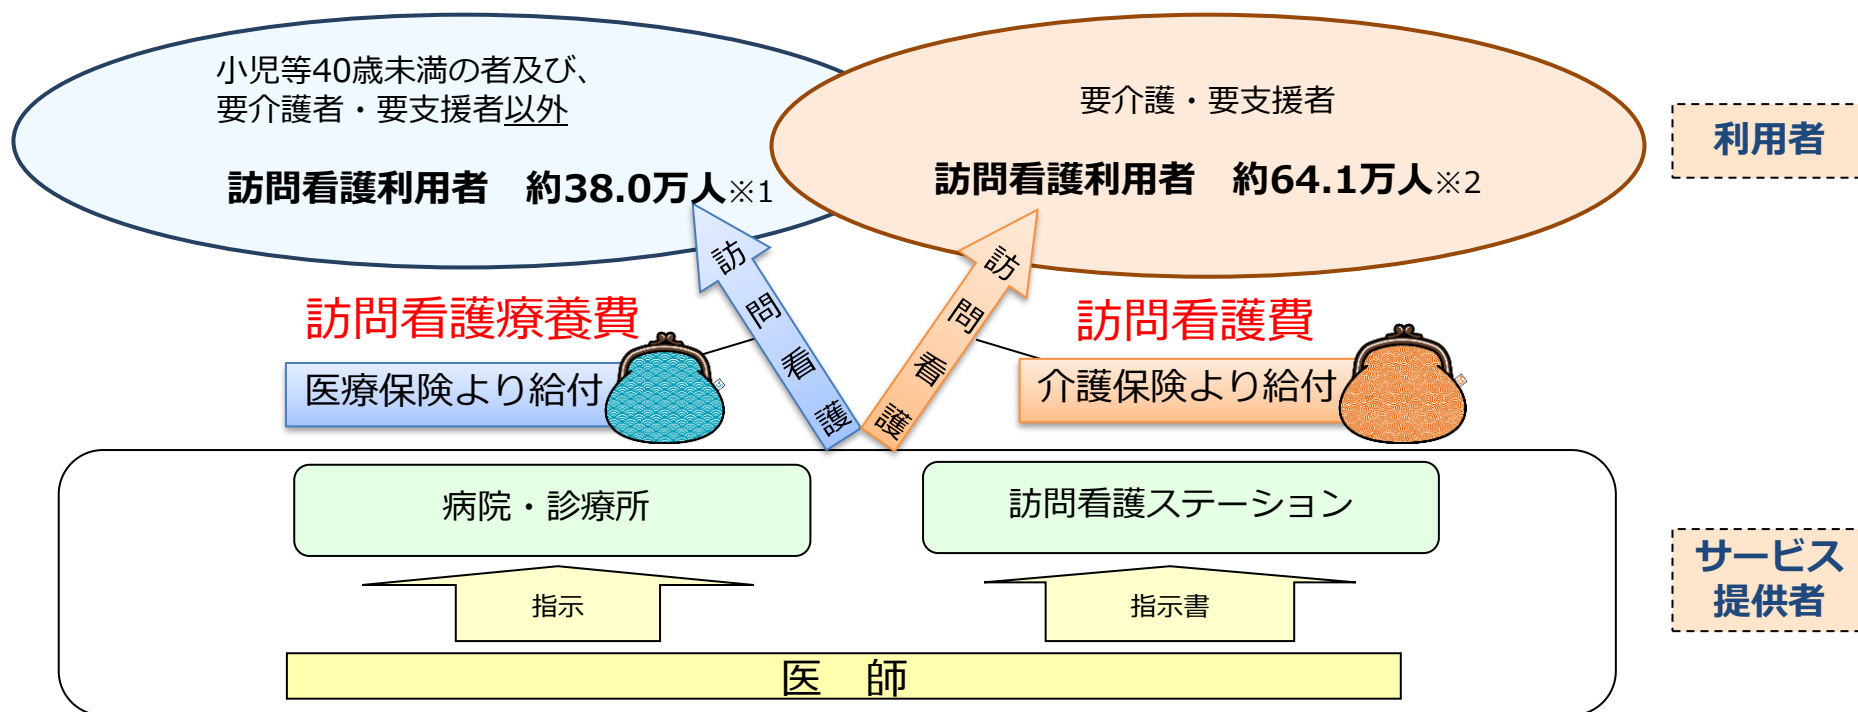 小児等40歳未満の者及び、
要介護者・要支援者以外
訪問看護利用者　約38.0万人※1
要介護・要支援者
訪問看護利用者　約64.1万人※2
利用者
訪問看護
訪問看護
訪問看護療養費
医療保険より給付
訪問看護費
介護保険より給付
病院・診療所
訪問看護ステーション
サービス
提供者
指示
指示書
医　師